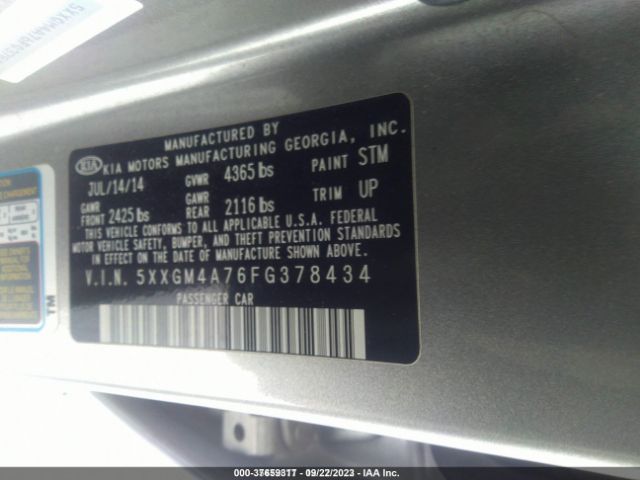 MANUFACTURED BY
KIA KIA MOTORS MANUFACTURING GEORGIA, INC.
JUL/14/14 GVWR 4365 lbs PAINT STM
GAWR FRONT 2425 lbs GAWR REAR 2116 lbs TRIM UP
THIS VEHICLE CONFORMS TO ALL APPLICABLE U.S.A. FEDERAL
MOTOR VEHICLE SAFETY, BUMPER, AND THEFT PREVENTION STANDARDS
IN EFFECT ON THE DATE OF MANUFACTURE SHOWN ABOVE.
V.I.N. 5XXGM4A76FG378434
PASSENGER CAR
TM
000-37659317 - 09/22/2023 - IAA Inc.